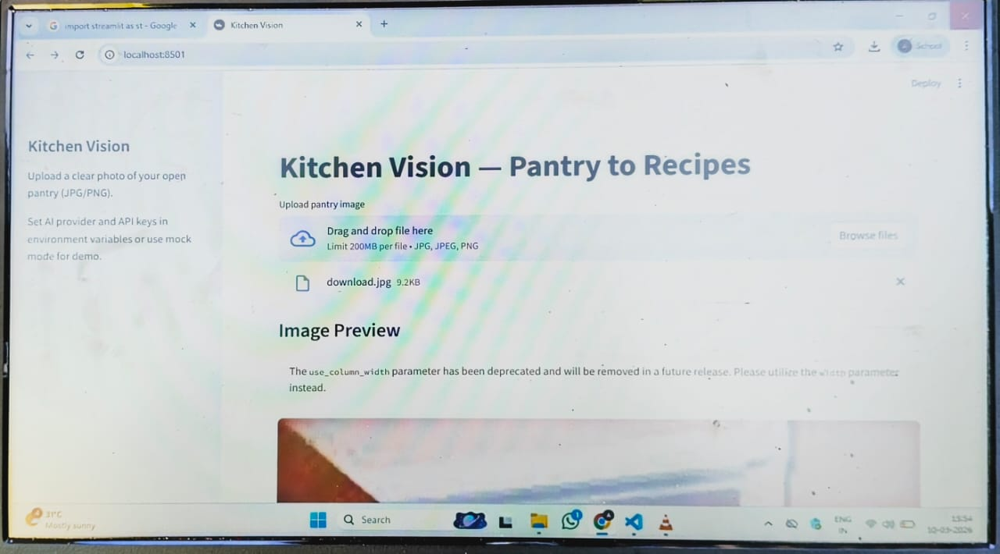 import streamlit as st - Google
Kitchen Vision
localhost:8501
School
Deploy
Kitchen Vision
Upload a clear photo of your open
pantry (JPG/PNG).
Set AI provider and API keys in
environment variables or use mock
mode for demo.
Kitchen Vision — Pantry to Recipes
Upload pantry image
Drag and drop file here
Limit 200MB per file • JPG, JPEG, PNG
Browse files
download.jpg 9.2KB
Image Preview
The use_column_width parameter has been deprecated and will be removed in a future release. Please utilize the width parameter
instead.
31°C
Mostly sunny
Search
1
ENG
IN
13:54
10-03-2026